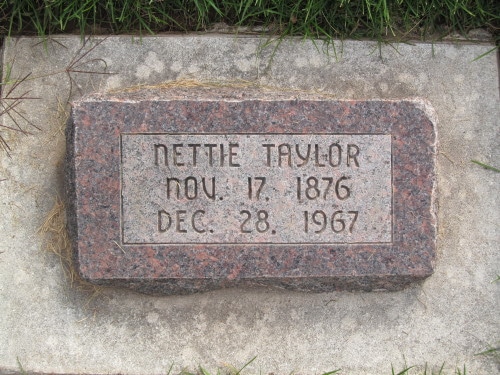 NETTIE TAYLOR
NOV. 17. 1876
DEC. 28. 1967